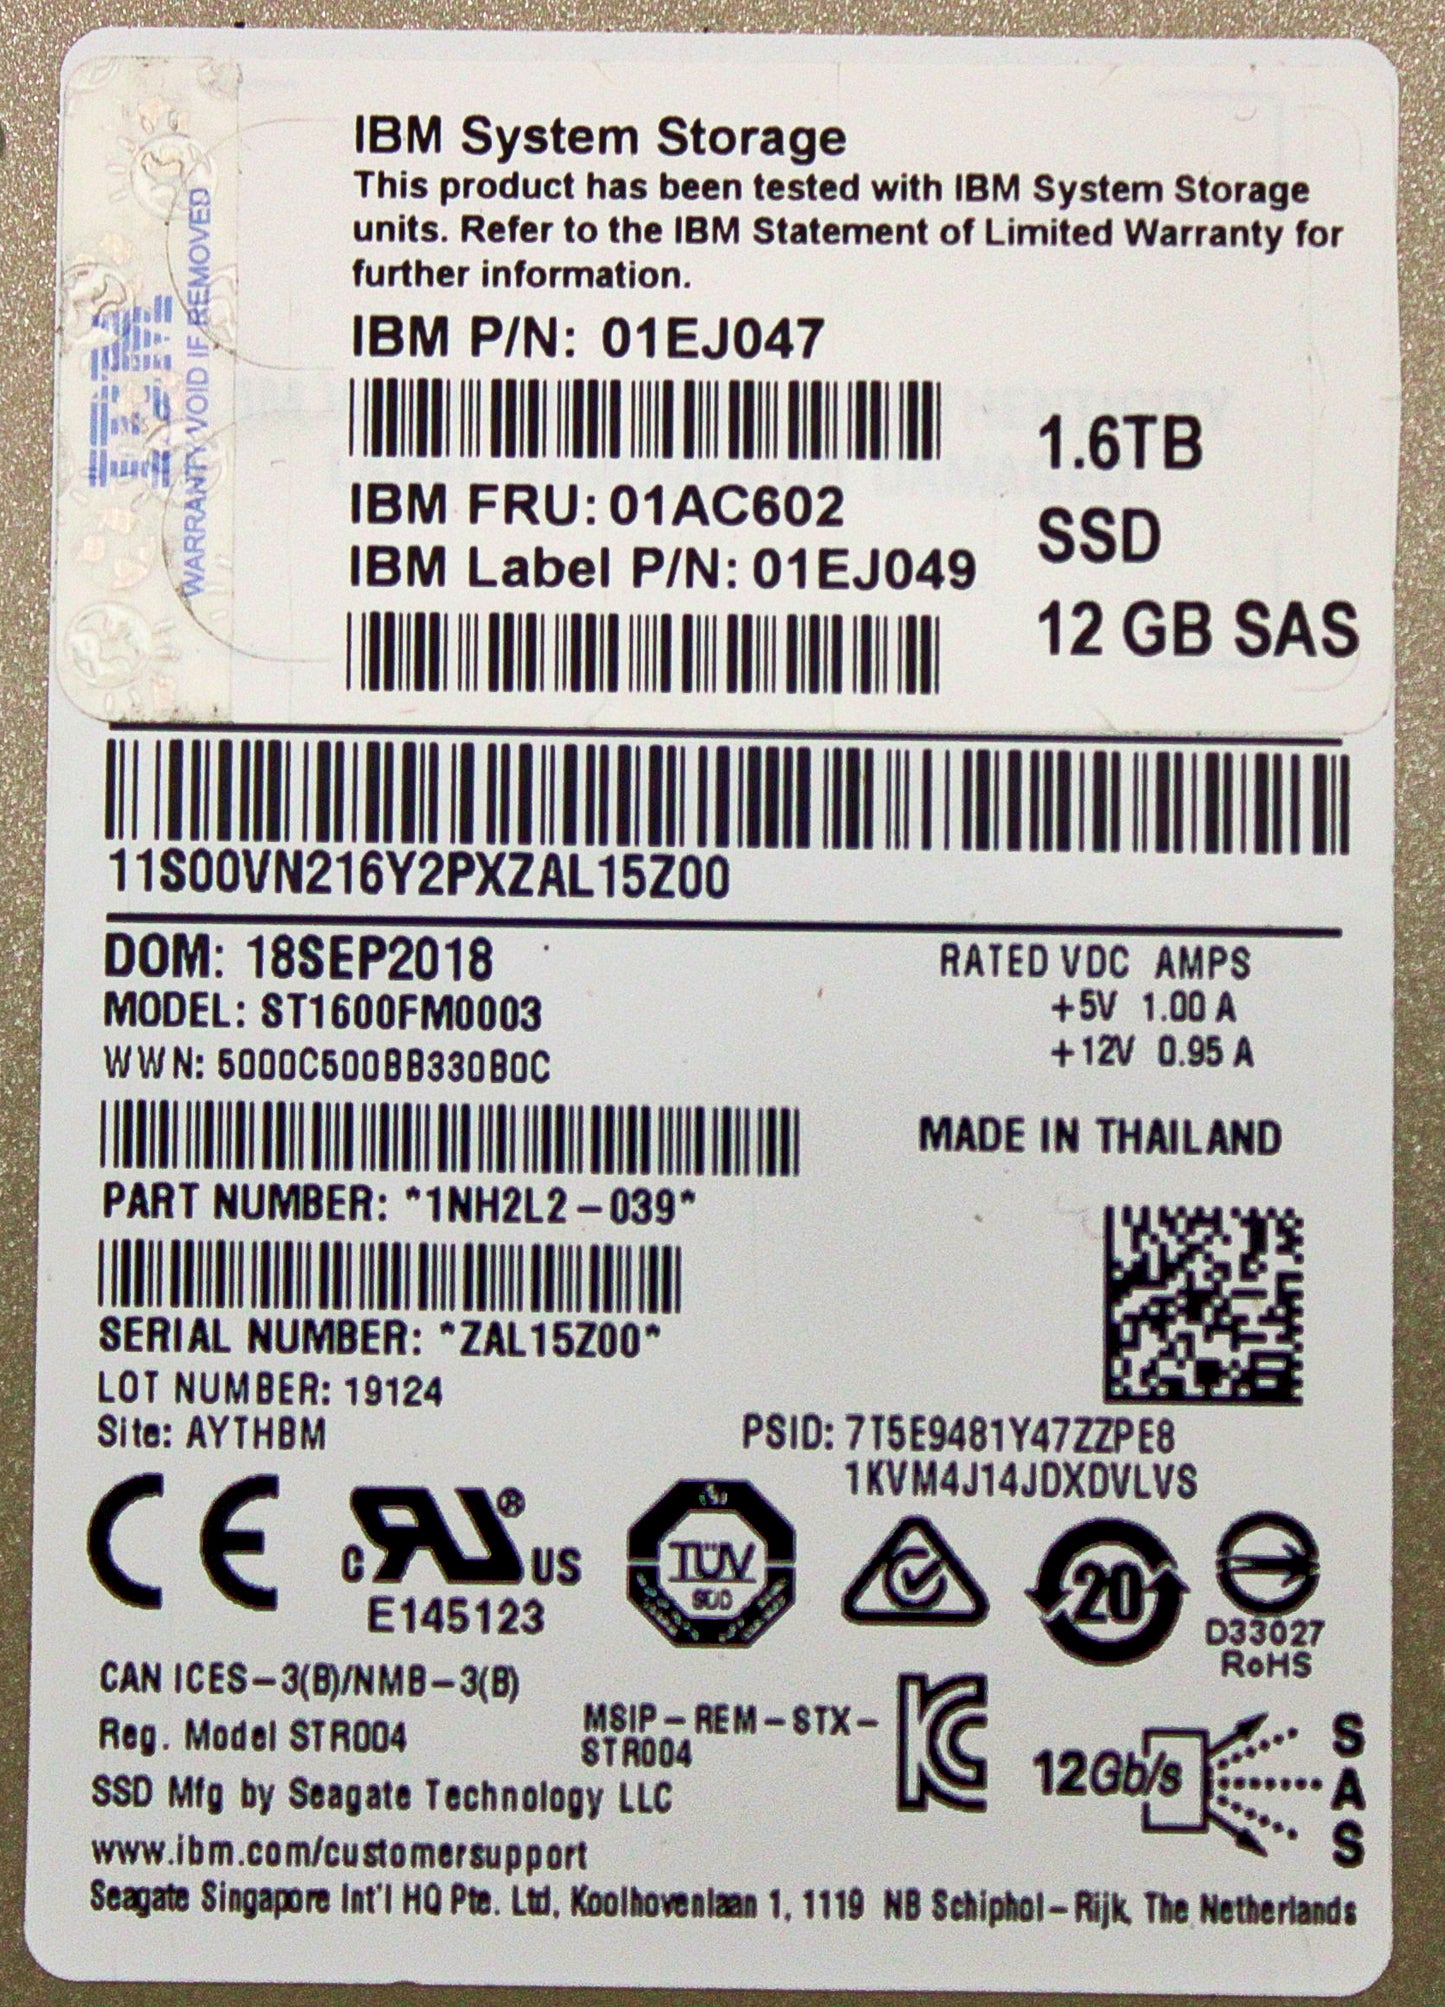 IBM System Storage
This product has been tested with IBM System Storage
units. Refer to the IBM Statement of Limited Warranty for
further information.
IBM P/N: 01EJ047
IBM FRU: 01AC602
IBM Label P/N: 01EJ049
1.6TB
SSD
12 GB SAS
IBM
WARRANTY VOID IF REMOVED
11S00VN216Y2PXZAL15Z00
DOM: 18SEP2018
MODEL: ST1600FM0003
WWN: 5000C500BB330B0C
RATED VDC AMPS
+5V 1.00 A
+12V 0.95 A
MADE IN THAILAND
PART NUMBER: *1NH2L2-039*
SERIAL NUMBER: *ZAL15Z00*
LOT NUMBER: 19124
Site: AYTHBM
PSID: 7T5E9481Y47ZZPE8
1KVM4J14JDXDVLVS
CE
C UL ® US
E145123
TÜV
SÜD
20
D33027
RoHS
CAN ICES-3(B)/NMB-3(B)
Reg. Model STR004
MSIP-REM-STX-
STR004
12Gb/s
SAS
SSD Mfg by Seagate Technology LLC
www.ibm.com/customersupport
Seagate Singapore Int'l HQ Pte. Ltd, Koolhovenlaan 1, 1119 NB Schiphol-Rijk, The Netherlands